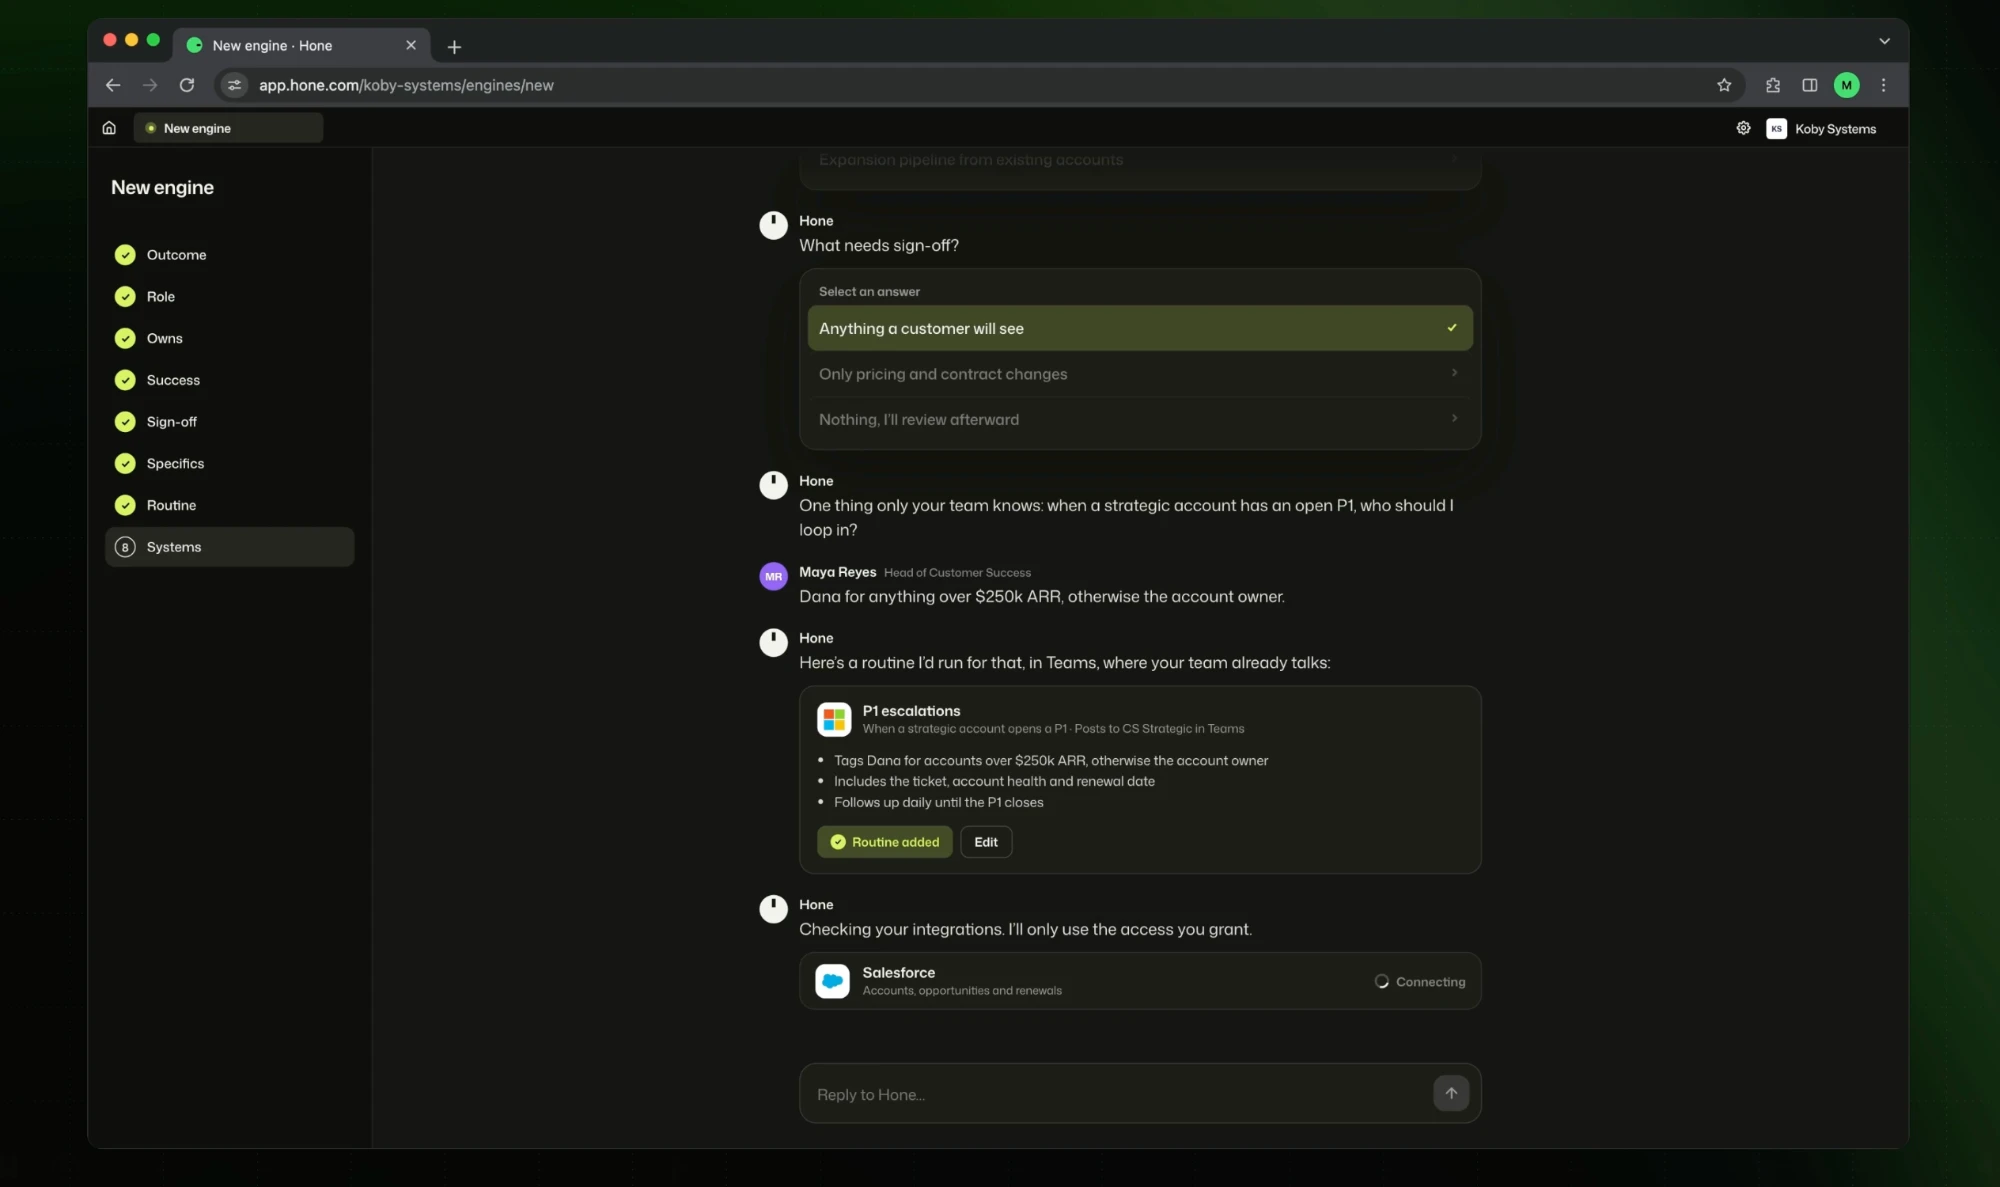 New engine · Hone
app.hone.com/koby-systems/engines/new
M
New engine
KS
Koby Systems
New engine
Outcome
Role
Owns
Success
Sign-off
Specifics
Routine
8
Systems
Expansion pipeline from existing accounts
Hone
What needs sign-off?
Select an answer
Anything a customer will see
Only pricing and contract changes
Nothing, I'll review afterward
Hone
One thing only your team knows: when a strategic account has an open P1, who should I
loop in?
MR
Maya Reyes Head of Customer Success
Dana for anything over $250k ARR, otherwise the account owner.
Hone
Here's a routine I'd run for that, in Teams, where your team already talks:
P1 escalations
When a strategic account opens a P1 · Posts to CS Strategic in Teams
• Tags Dana for accounts over $250k ARR, otherwise the account owner
• Includes the ticket, account health and renewal date
• Follows up daily until the P1 closes
Routine added
Edit
Hone
Checking your integrations. I'll only use the access you grant.
Salesforce
Accounts, opportunities and renewals
Connecting
Reply to Hone...